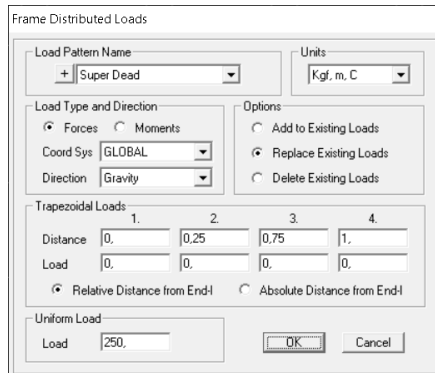 Frame Distributed Loads
Load Pattern Name
+ Super Dead
Units
Kgf, m, C
Load Type and Direction
Forces Moments
Coord Sys GLOBAL
Direction Gravity
Options
Add to Existing Loads
Replace Existing Loads
Delete Existing Loads
Trapezoidal Loads
1. 2. 3. 4.
Distance 0, 0,25 0,75 1,
Load 0, 0, 0, 0,
Relative Distance from End-I Absolute Distance from End-I
Uniform Load
Load 250,
OK Cancel